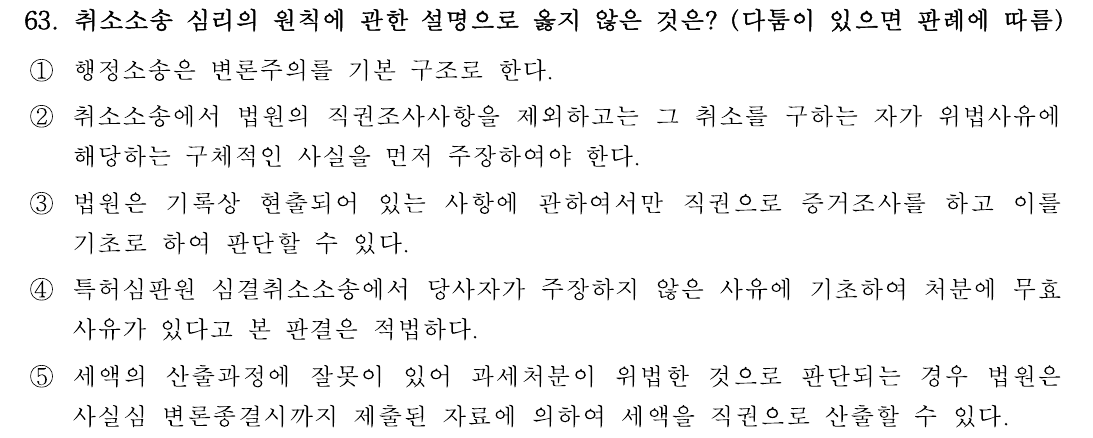 63. 취소소송 심리의 원칙에 관한 설명으로 옳지 않은 것은? (다툼이 있으면 판례에 따름)
① 행정소송은 변론주의를 기본 구조로 한다.
② 취소소송에서 법원의 직권조사사항을 제외하고는 그 취소를 구하는 자가 위법사유에
해당하는 구체적인 사실을 먼저 주장하여야 한다.
③ 법원은 기록상 현출되어 있는 사항에 관하여서만 직권으로 증거조사를 하고 이를
기초로 하여 판단할 수 있다.
④ 특허심판원 심결취소소송에서 당사자가 주장하지 않은 사유에 기초하여 처분에 무효
사유가 있다고 본 판결은 적법하다.
⑤ 세액의 산출과정에 잘못이 있어 과세처분이 위법한 것으로 판단되는 경우 법원은
사실심 변론종결시까지 제출된 자료에 의하여 세액을 직권으로 산출할 수 있다.